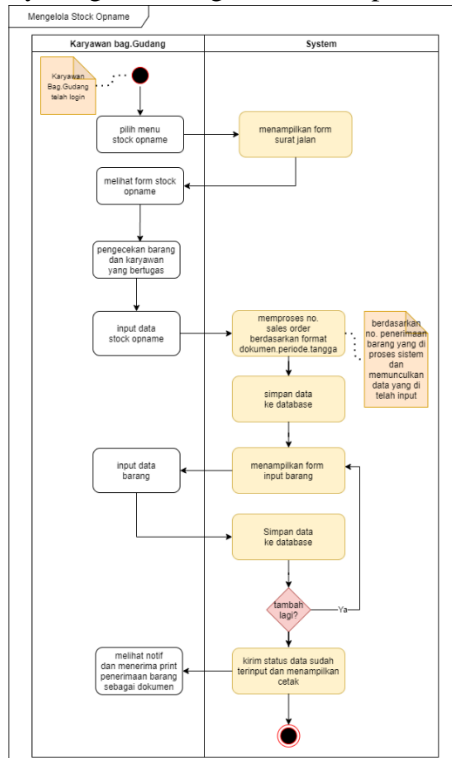 Mengelola Stock Opname
Karyawan bag.Gudang
System
Karyawan
Bag.Gudang
telah login
pilih menu
stock opname
menampilkan form
surat jalan
melihat form stock
opname
pengecekan barang
dan karyawan
yang bertugas
input data
stock opname
memproses no.
sales order
berdasarkan format
dokumen.periode.tangga
berdasarkan
no. penerimaan
barang yang di
proses sistem
dan
memunculkan
data yang di
telah input
simpan data
ke database
input data
barang
menampilkan form
input barang
Simpan data
ke database
tambah
lagi?
Ya
melihat notif
dan menerima print
penerimaan barang
sebagai dokumen
kirim status data sudah
terinput dan menampilkan
cetak